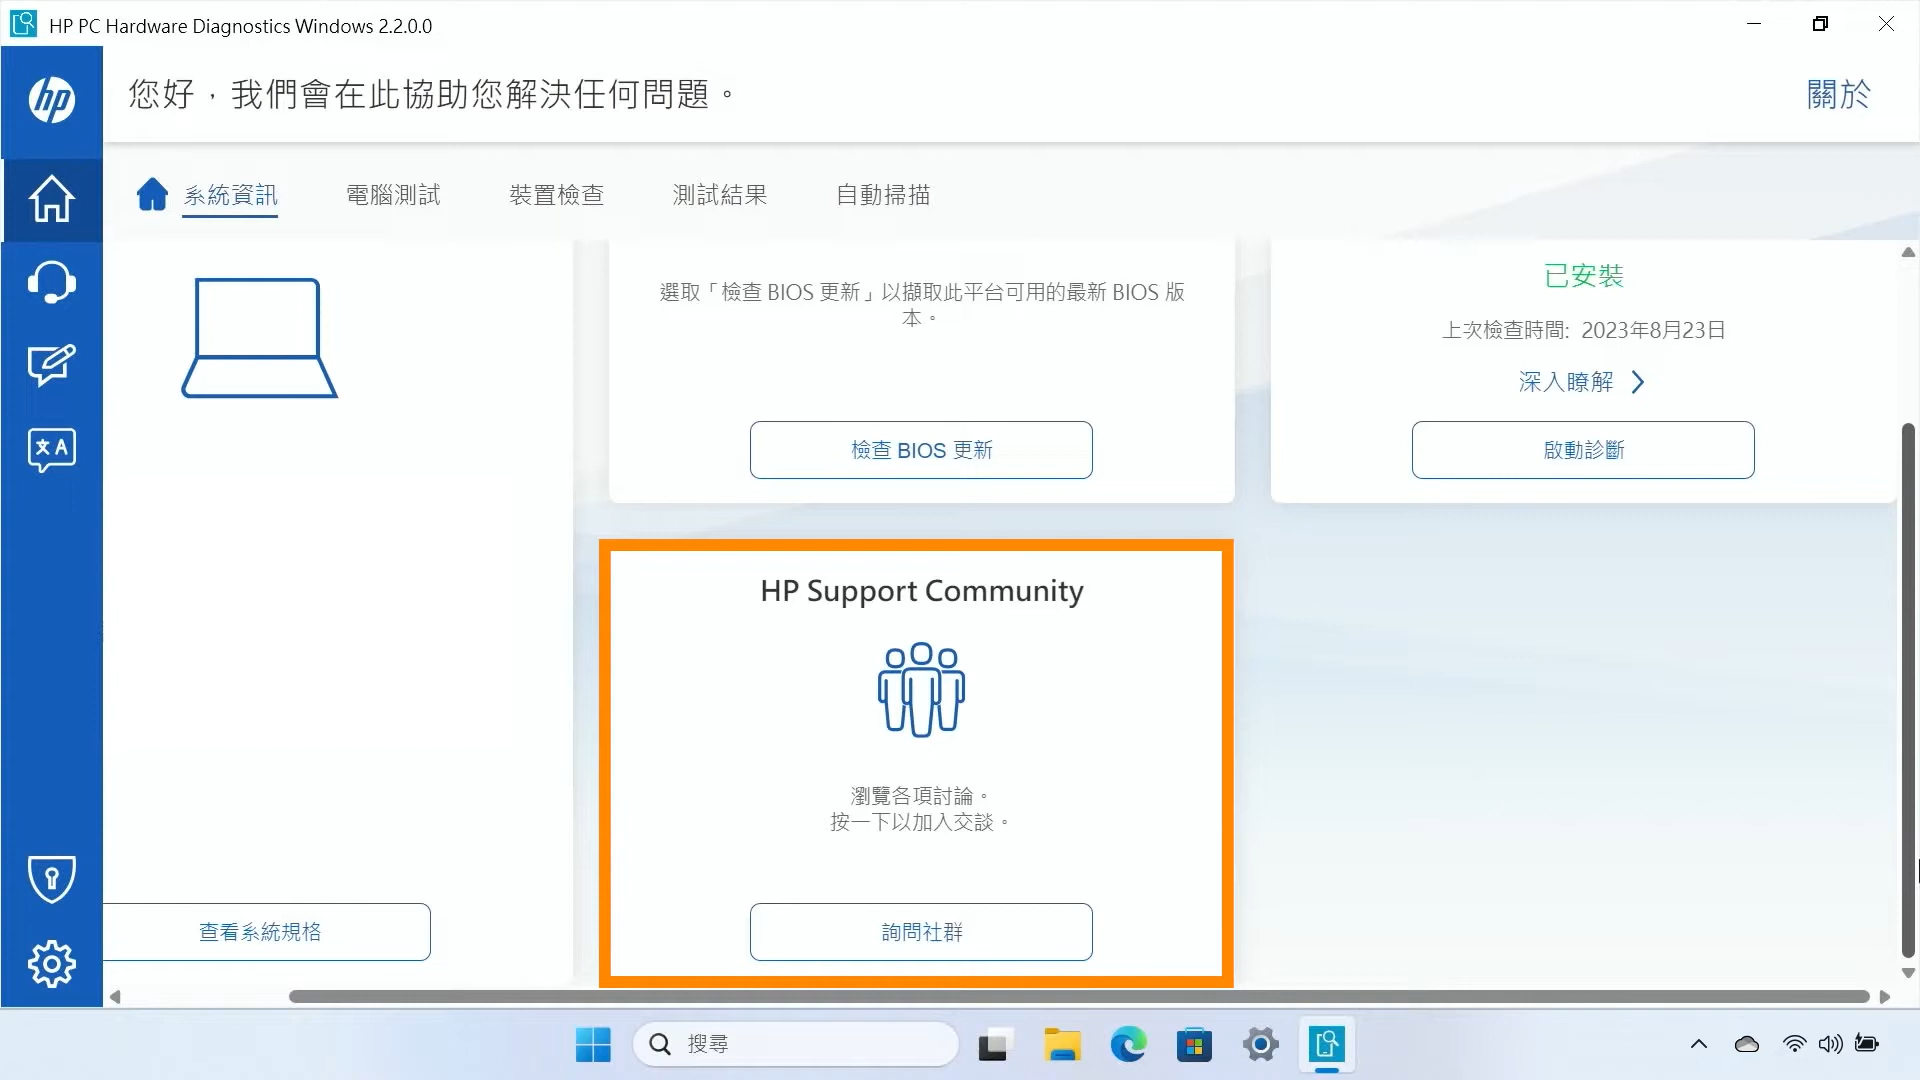 HP PC Hardware Diagnostics Windows 2.2.0.0
hp
您好，我們會在此協助您解決任何問題。
關於
系統資訊
電腦測試
裝置檢查
測試結果
自動掃描
選取「檢查 BIOS 更新」以擷取此平台可用的最新 BIOS 版
本。
檢查 BIOS 更新
已安裝
上次檢查時間: 2023年8月23日
深入瞭解
啟動診斷
文A
HP Support Community
瀏覽各項討論。
按一下以加入交談。
詢問社群
查看系統規格
搜尋